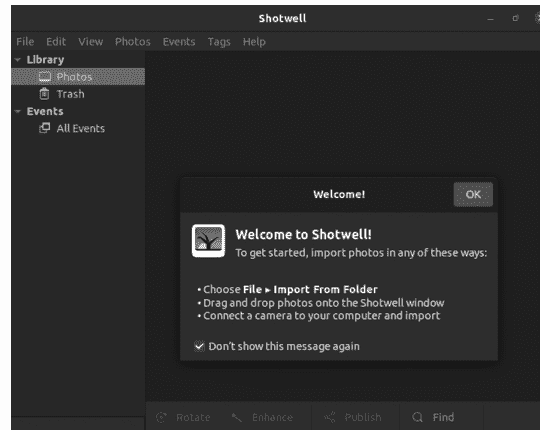 Shotwell
File Edit View Photos Events Tags Help
Library
Photos
Trash
Events
All Events
Welcome!
OK
Welcome to Shotwell!
To get started, import photos in any of these ways:
• Choose File ▸ Import From Folder
• Drag and drop photos onto the Shotwell window
• Connect a camera to your computer and import
Don't show this message again
Rotate Enhance Publish Find